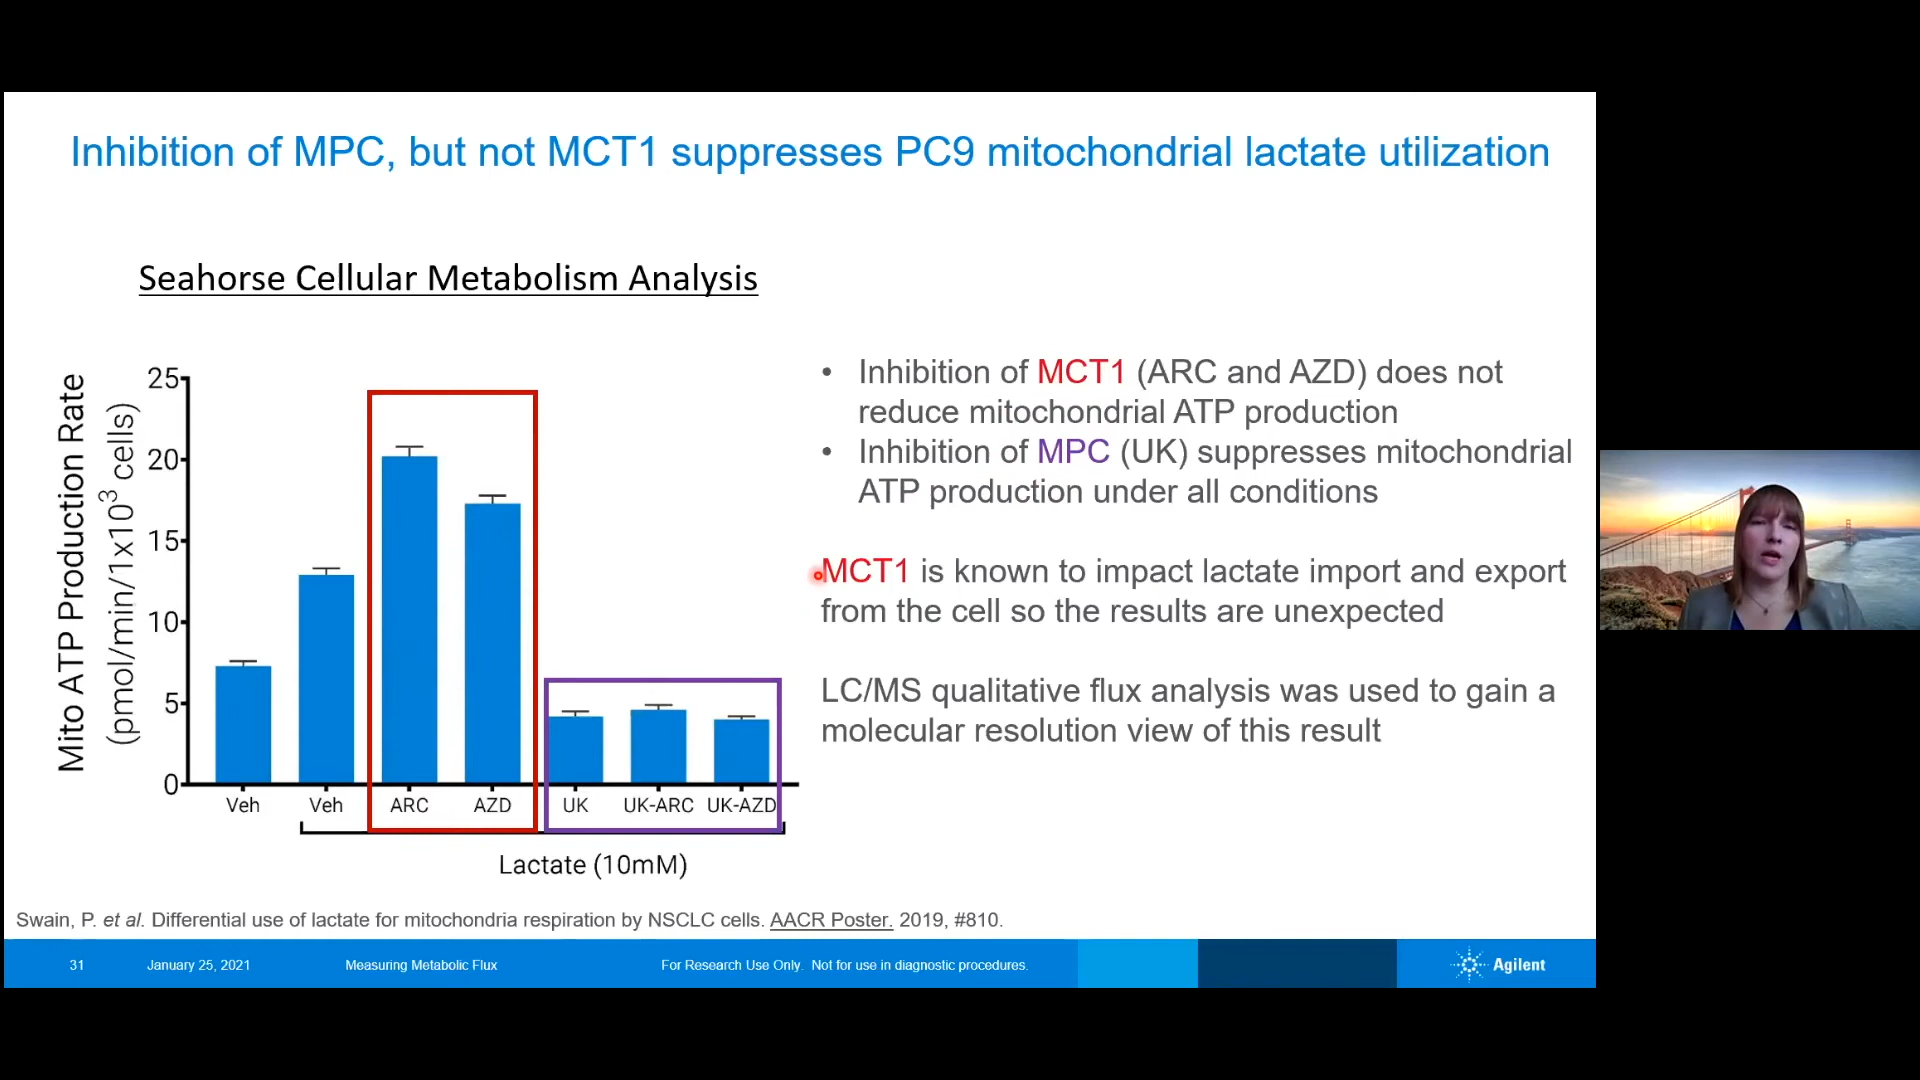 Inhibition of MPC, but not MCT1 suppresses PC9 mitochondrial lactate utilization
Seahorse Cellular Metabolism Analysis
Mito ATP Production Rate
(pmol/min/1x10³ cells)
25
20
15
10
5
0
Veh
Veh
ARC
AZD
UK
UK-ARC
UK-AZD
Lactate (10mM)
• Inhibition of MCT1 (ARC and AZD) does not
reduce mitochondrial ATP production
• Inhibition of MPC (UK) suppresses mitochondrial
ATP production under all conditions
MCT1 is known to impact lactate import and export
from the cell so the results are unexpected
LC/MS qualitative flux analysis was used to gain a
molecular resolution view of this result
Swain, P. et al. Differential use of lactate for mitochondria respiration by NSCLC cells. AACR Poster. 2019, #810.
31
January 25, 2021
Measuring Metabolic Flux
For Research Use Only. Not for use in diagnostic procedures.
Agilent